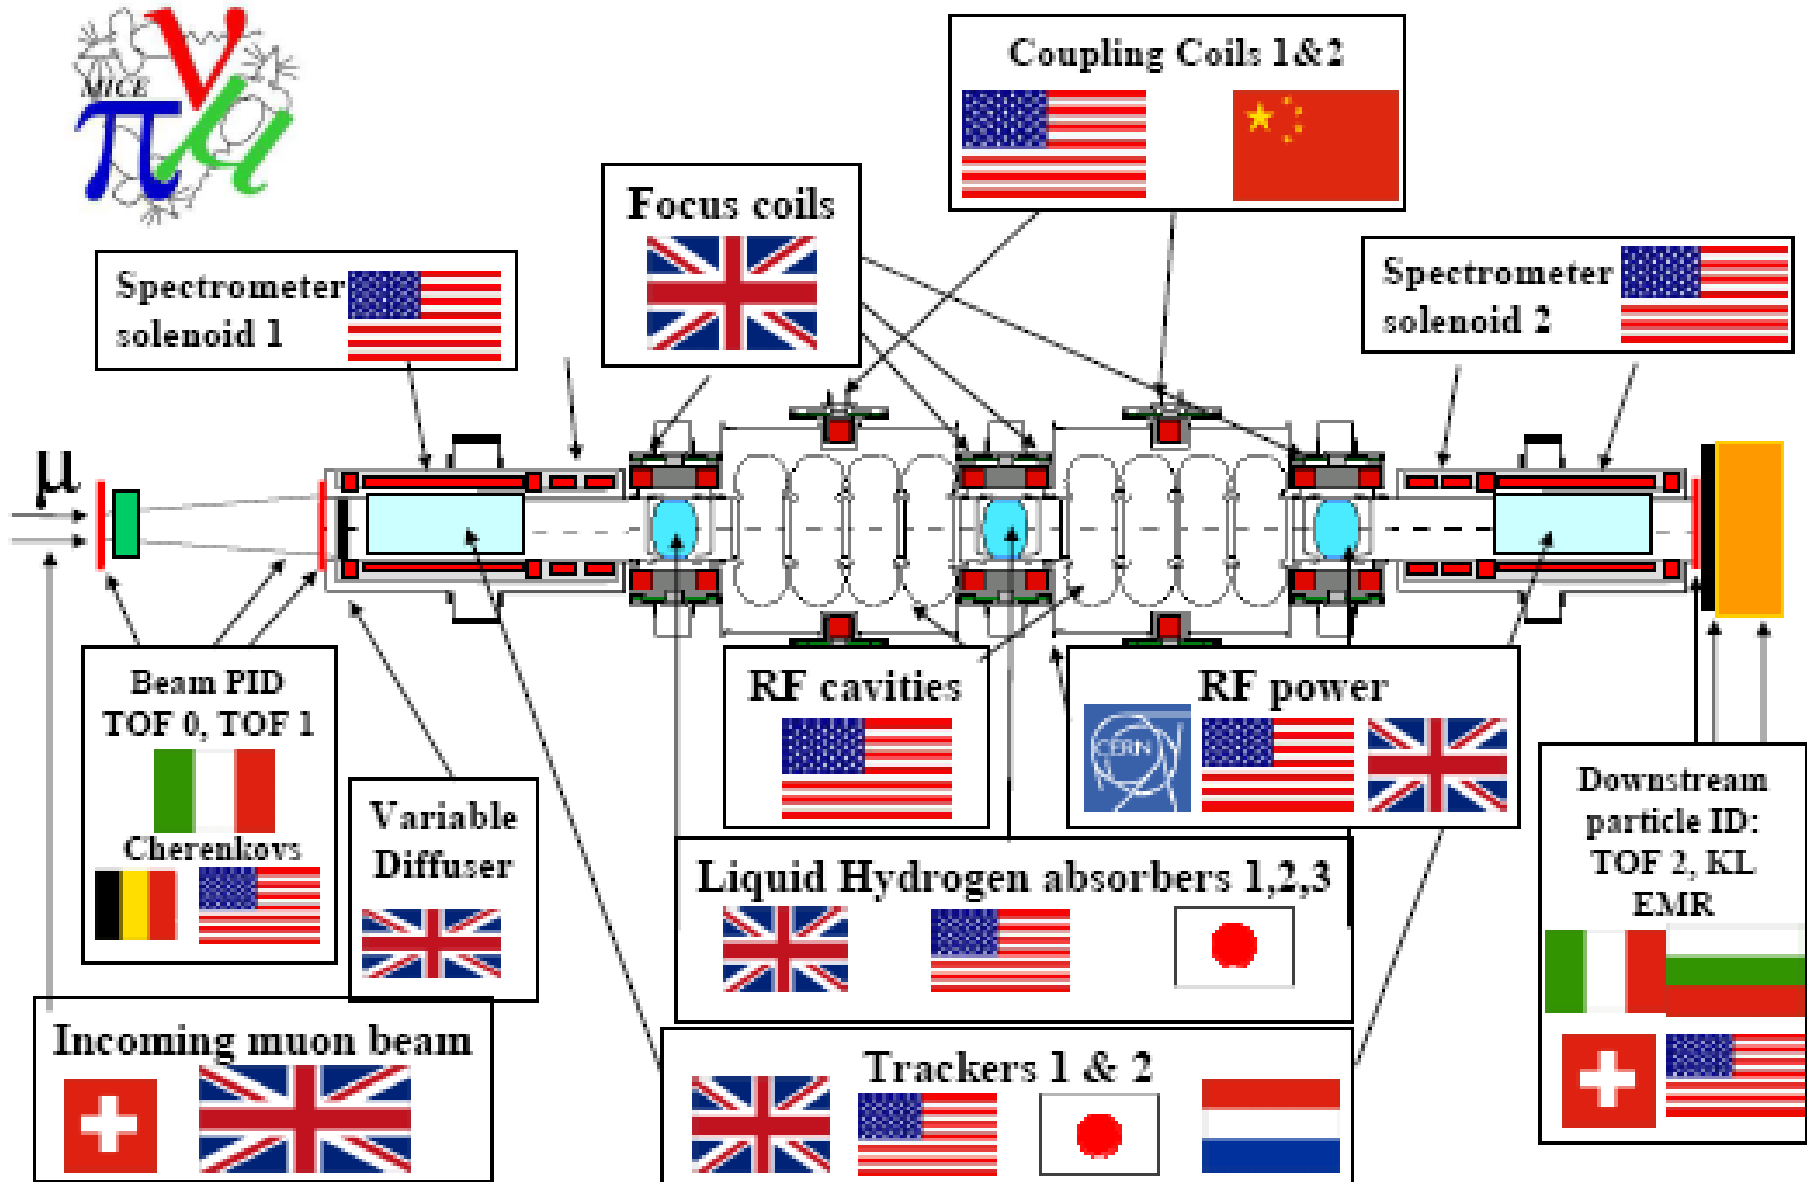 MICE
ν
π μ
Coupling Coils 1&2
Focus coils
Spectrometer
solenoid 1
Spectrometer
solenoid 2
μ
Beam PID
TOF 0, TOF 1
Cherenkovs
Variable
Diffuser
RF cavities
RF power
CERN
Liquid Hydrogen absorbers 1,2,3
Downstream
particle ID:
TOF 2, KL
EMR
Incoming muon beam
Trackers 1 & 2